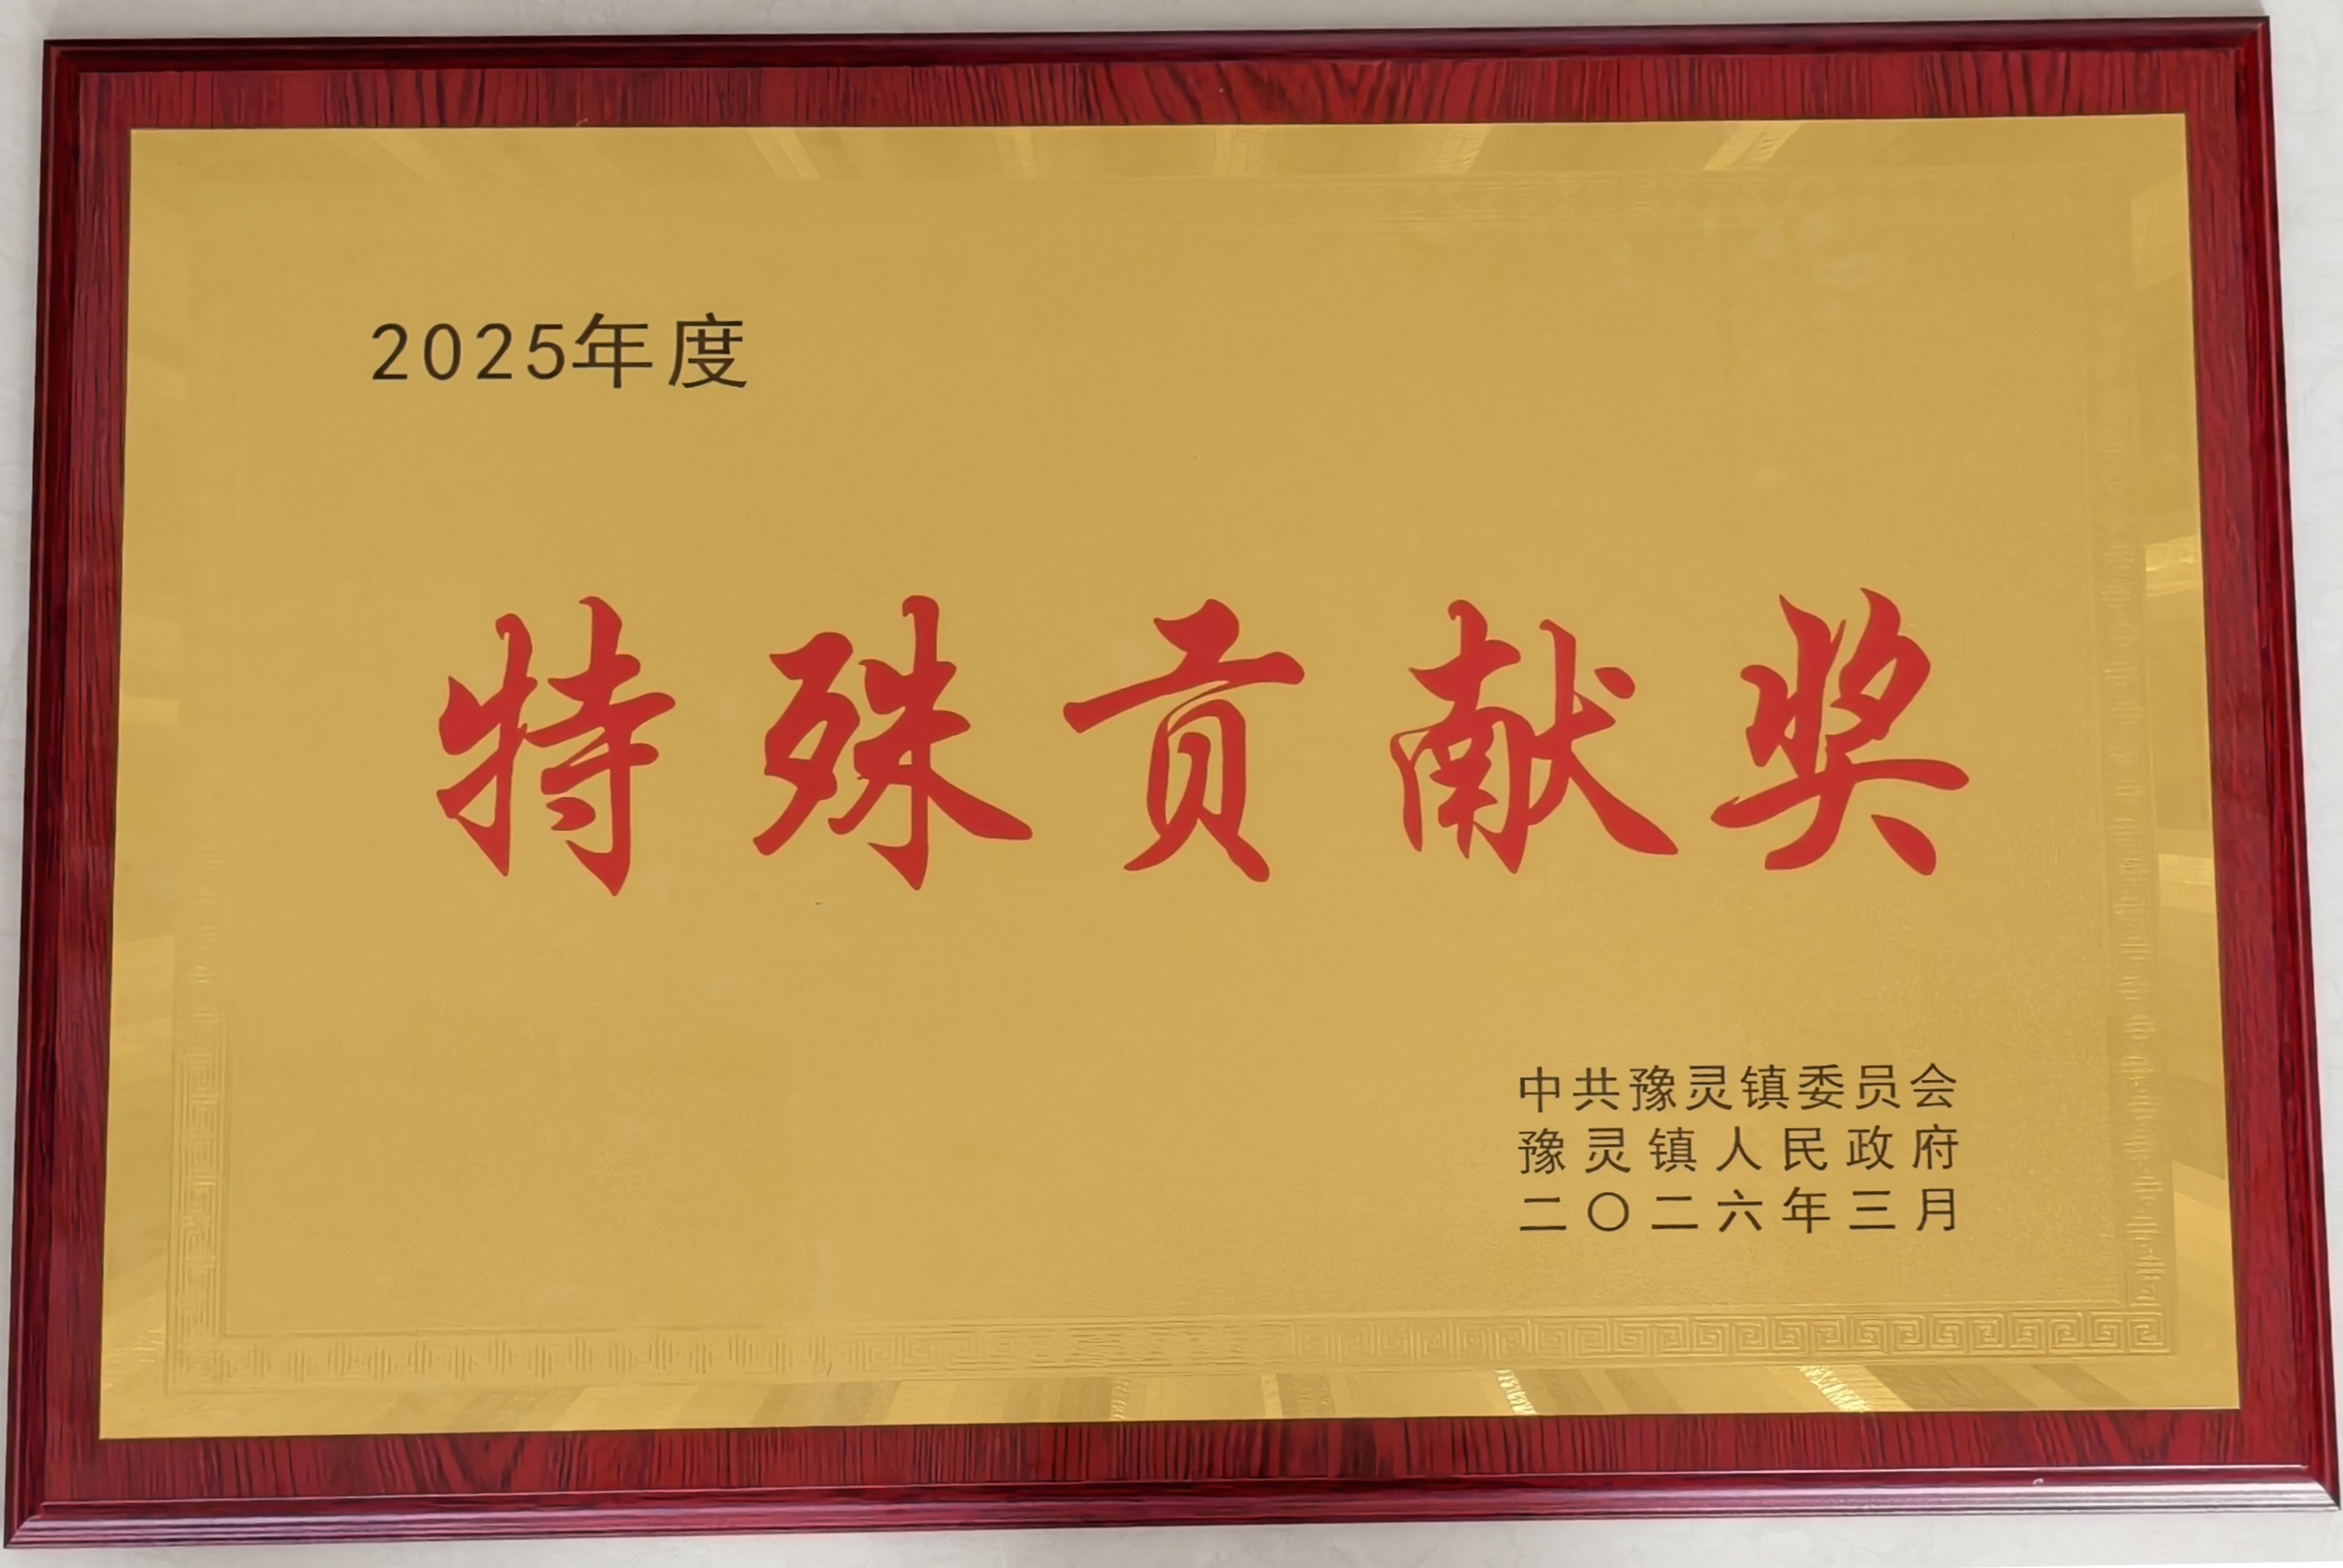 2025年度
特殊贡献奖
中共豫灵镇委员会
豫灵镇人民政府
二〇二六年三月